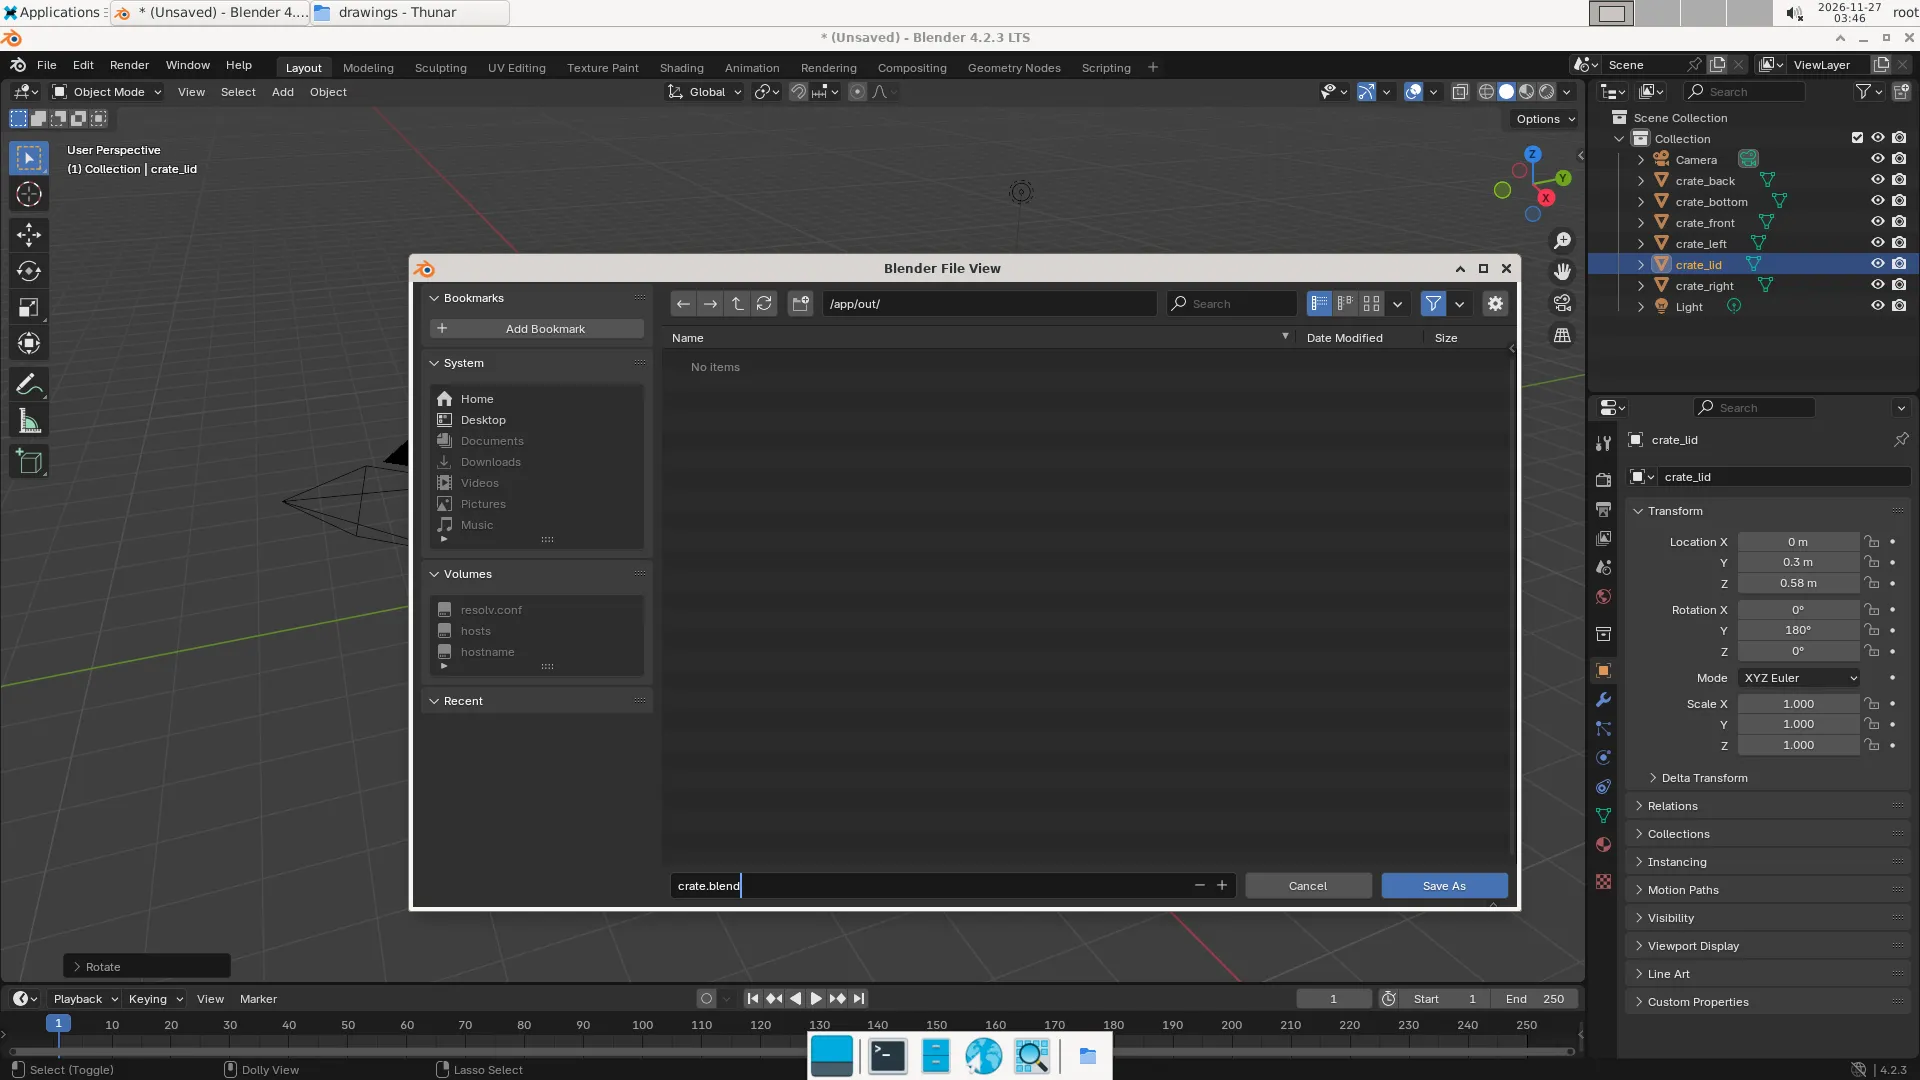 Applications
* (Unsaved) - Blender 4....
drawings - Thunar
2026-11-27
03:46
root
* (Unsaved) - Blender 4.2.3 LTS
File Edit Render Window Help
Layout Modeling Sculpting UV Editing Texture Paint Shading Animation Rendering Compositing Geometry Nodes Scripting
Scene
ViewLayer
Object Mode View Select Add Object
Global
Search
Options
User Perspective
(1) Collection | crate_lid
Z
Y
X
Scene Collection
Collection
Camera
crate_back
crate_bottom
crate_front
crate_left
crate_lid
crate_right
Light
Blender File View
Bookmarks
Add Bookmark
System
Home
Desktop
Documents
Downloads
Videos
Pictures
Music
Volumes
resolv.conf
hosts
hostname
Recent
/app/out/
Search
Name Date Modified Size
No items
crate.blend
Cancel
Save As
Search
crate_lid
crate_lid
Transform
Location X 0 m
Y 0.3 m
Z 0.58 m
Rotation X 0°
Y 180°
Z 0°
Mode XYZ Euler
Scale X 1.000
Y 1.000
Z 1.000
Delta Transform
Relations
Collections
Instancing
Motion Paths
Visibility
Viewport Display
Line Art
Custom Properties
Rotate
Playback Keying View Marker
1
Start 1
End 250
1 10 20 30 40 50 60 70 80 90 100 110 120 130 140 150 160 170 180 190 200 210 220 230 240 250
Select (Toggle)
Dolly View
Lasso Select
4.2.3